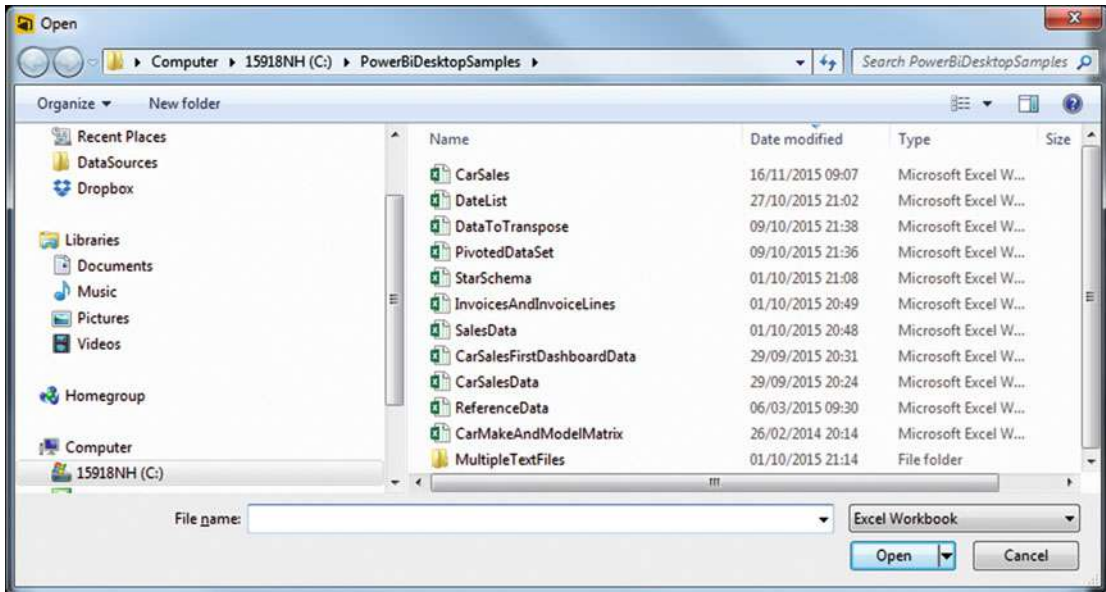 Open
Computer 15918NH (C:) PowerBiDesktopSamples Search PowerBiDesktopSamples
Organize New folder
Recent Places
DataSources
Dropbox
Libraries
Documents
Music
Pictures
Videos
Homegroup
Computer
15918NH (C:)
Name Date modified Type Size
CarSales 16/11/2015 09:07 Microsoft Excel W...
DateList 27/10/2015 21:02 Microsoft Excel W...
DataToTranspose 09/10/2015 21:38 Microsoft Excel W...
PivotedDataSet 09/10/2015 21:36 Microsoft Excel W...
StarSchema 01/10/2015 21:08 Microsoft Excel W...
InvoicesAndInvoiceLines 01/10/2015 20:49 Microsoft Excel W...
SalesData 01/10/2015 20:48 Microsoft Excel W...
CarSalesFirstDashboardData 29/09/2015 20:31 Microsoft Excel W...
CarSalesData 29/09/2015 20:24 Microsoft Excel W...
ReferenceData 06/03/2015 09:30 Microsoft Excel W...
CarMakeAndModelMatrix 26/02/2014 20:14 Microsoft Excel W...
MultipleTextFiles 01/10/2015 21:14 File folder
File name: Excel Workbook
Open Cancel